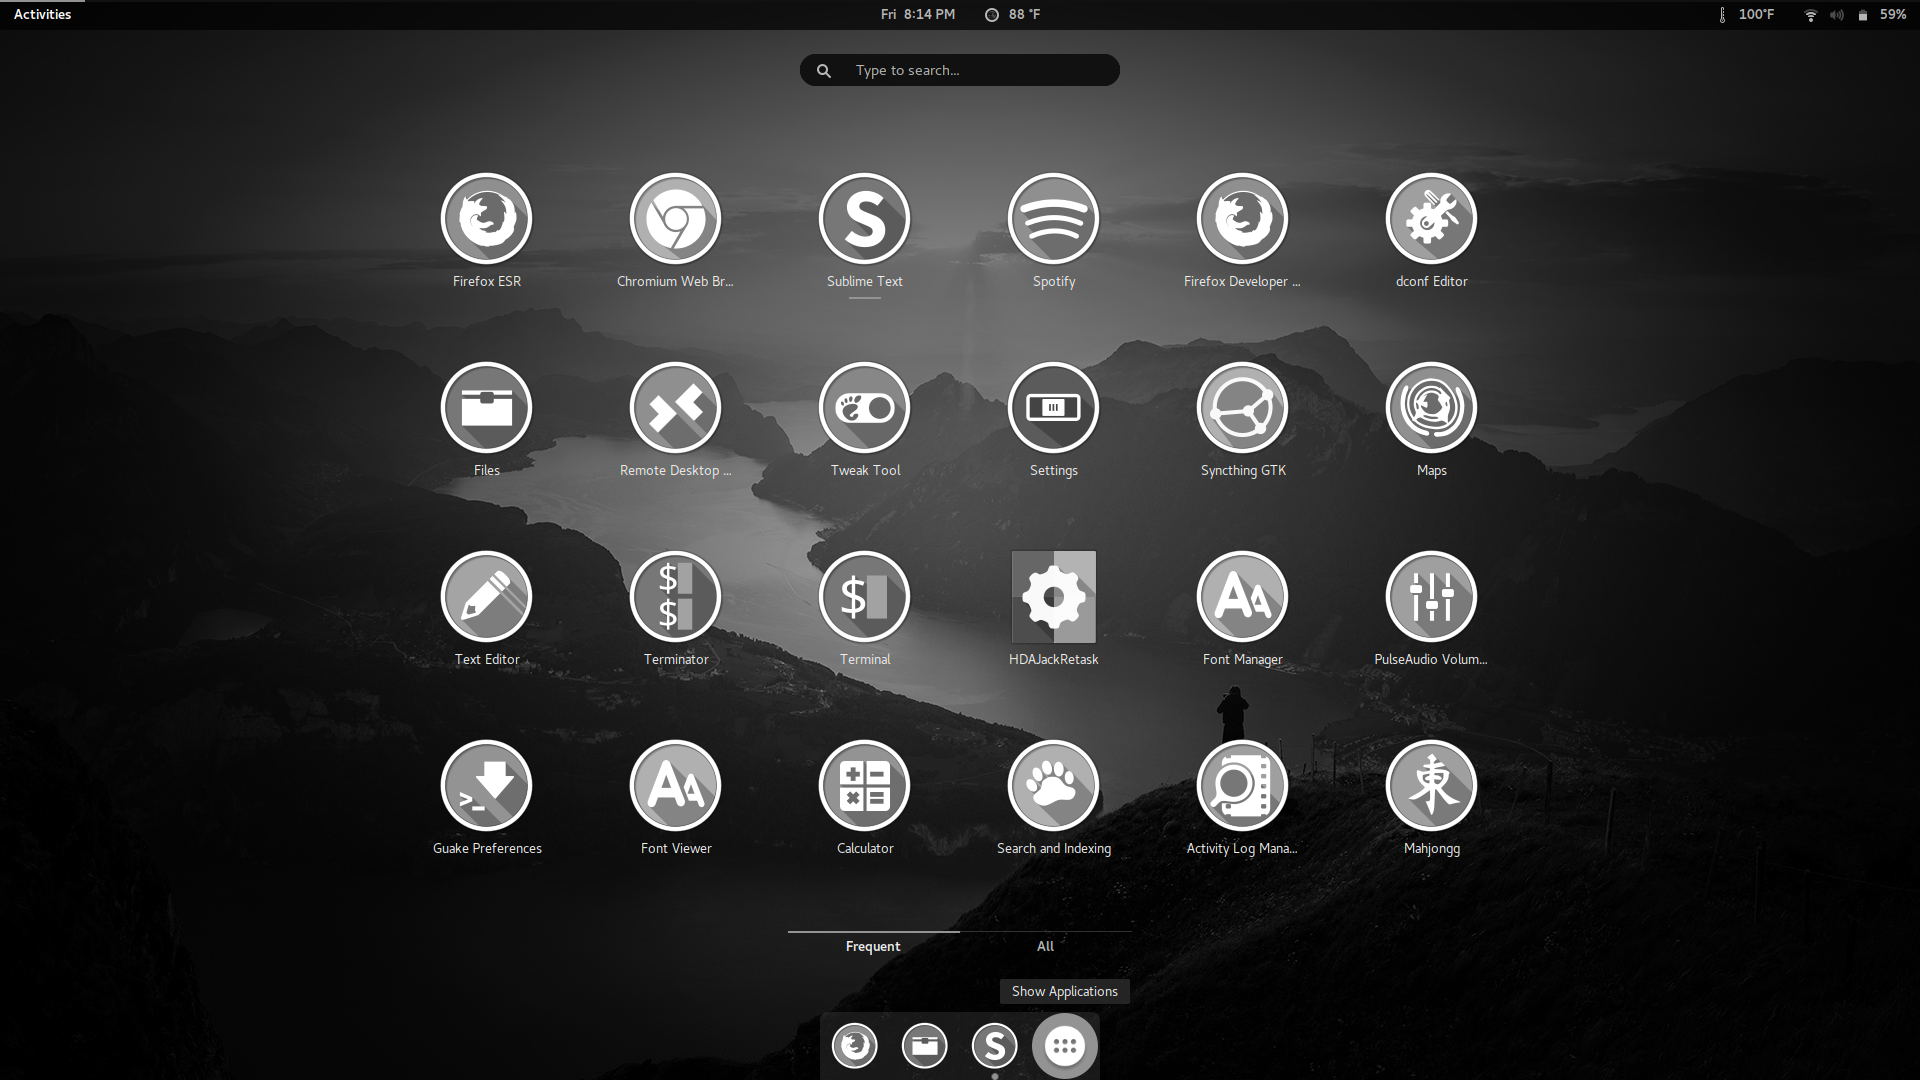 Activities
Fri 8:14 PM
88 °F
100°F
59%
Type to search...
Firefox ESR
Chromium Web Br...
Sublime Text
Spotify
Firefox Developer ...
dconf Editor
Files
Remote Desktop ...
Tweak Tool
Settings
Syncthing GTK
Maps
$
$
$
Text Editor
Terminator
Terminal
HDAJackRetask
Font Manager
PulseAudio Volum...
>_
東
Guake Preferences
Font Viewer
Calculator
Search and Indexing
Activity Log Mana...
Mahjongg
Frequent
All
Show Applications